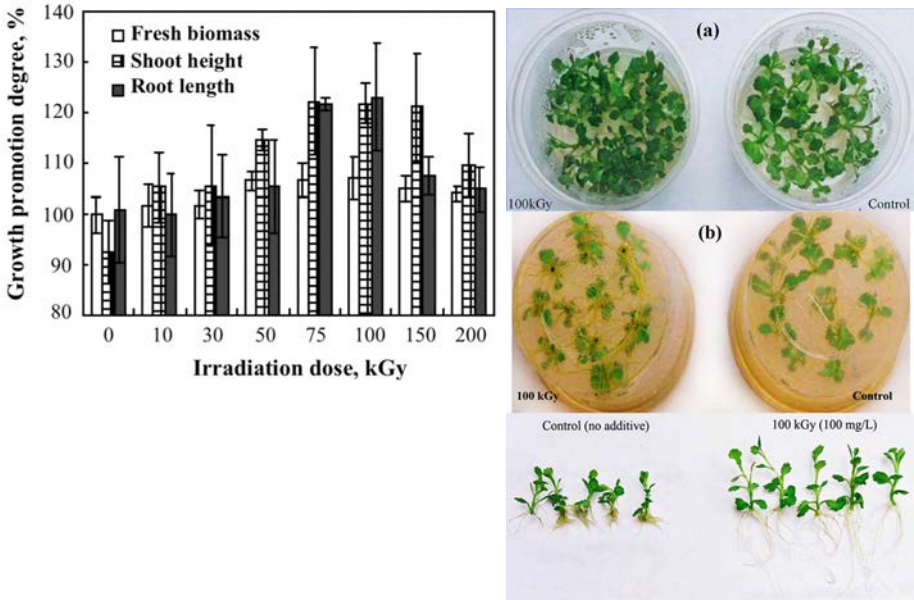 Growth promotion degree, %
140
130
120
110
100
90
80
Fresh biomass
Shoot height
Root length
0 10 30 50 75 100 150 200
Irradiation dose, kGy
(a)
100kGy
Control
(b)
100 kGy
Control
Control (no additive)
100 kGy (100 mg/L)